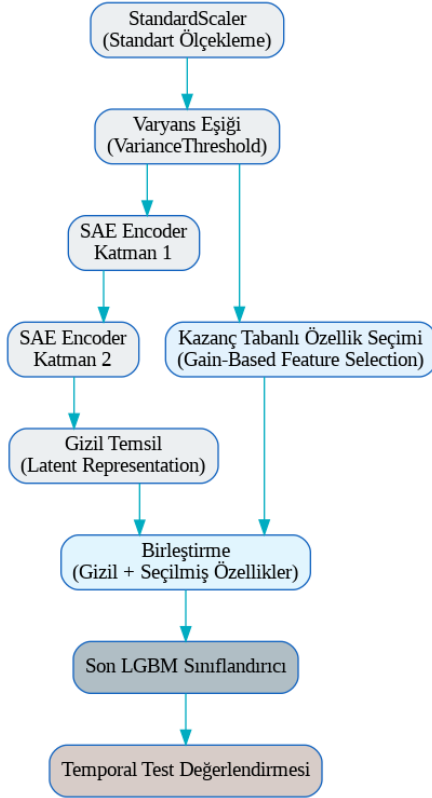 StandardScaler
(Standart Ölçekleme)
Varyans Eşiği
(VarianceThreshold)
SAE Encoder
Katman 1
SAE Encoder
Katman 2
Kazanç Tabanlı Özellik Seçimi
(Gain-Based Feature Selection)
Gizil Temsil
(Latent Representation)
Birleştirme
(Gizil + Seçilmiş Özellikler)
Son LGBM Sınıflandırıcı
Temporal Test Değerlendirmesi